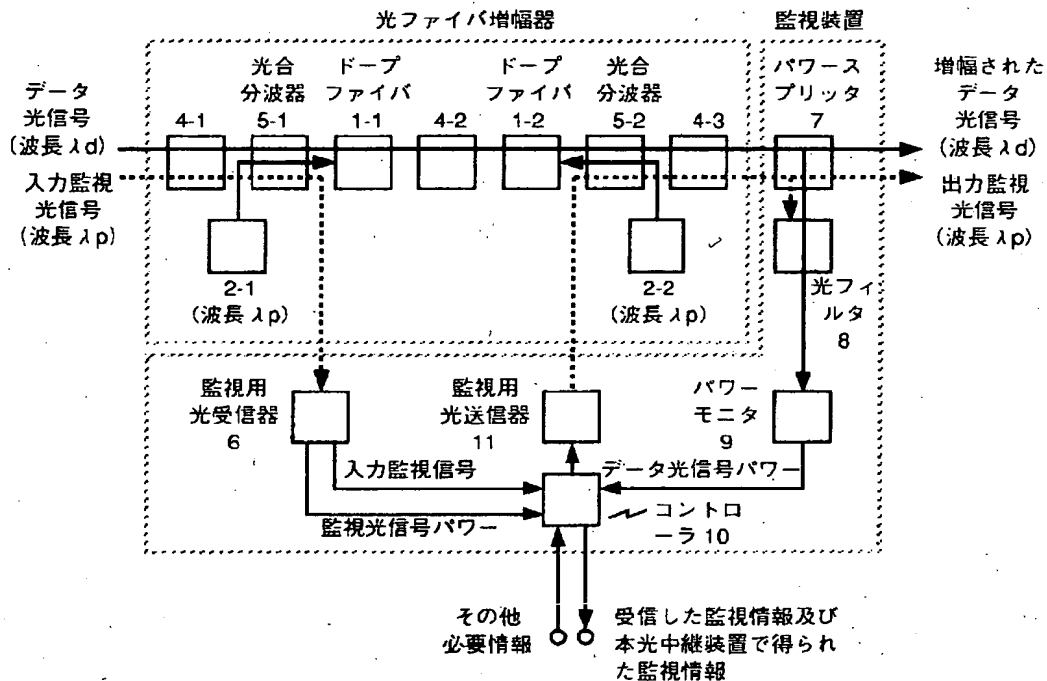 光ファイバ増幅器
監視装置
データ
光信号
(波長λd)
入力監視
光信号
(波長λp)
4-1
光合
分波器
5-1
ドープ
ファイバ
1-1
4-2
ドープ
ファイバ
1-2
光合
分波器
5-2
4-3
パワース
プリッタ
7
増幅された
データ
光信号
(波長λd)
出力監視
光信号
(波長λp)
2-1
(波長λp)
2-2
(波長λp)
光フィ
ルタ
8
監視用
光受信器
6
監視用
光送信器
11
パワー
モニタ
9
入力監視信号
データ光信号パワー
監視光信号パワー
コントロ
ーラ10
その他
必要情報
受信した監視情報及び
本光中継装置で得られ
た監視情報